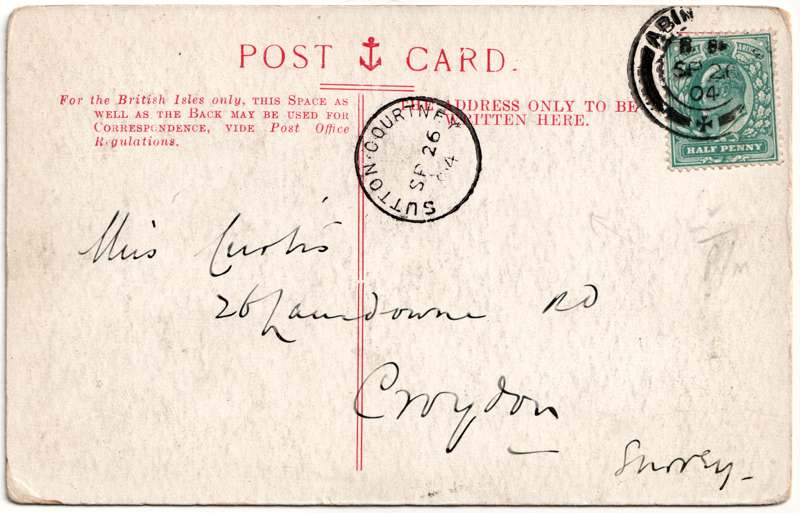 POST CARD.
For the British Isles only, THIS SPACE AS
WELL AS THE BACK MAY BE USED FOR
CORRESPONDENCE, VIDE Post Office
Regulations.
THE ADDRESS ONLY TO BE
WRITTEN HERE.
SUTTON·COURTNEY
SP 26
04
ABIN
SP 26
04
HALF PENNY
Miss Curtis
26 Lansdowne RD
Croydon
Surrey-